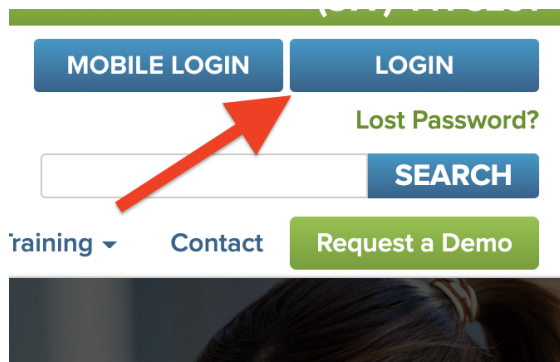 MOBILE LOGIN
LOGIN
Lost Password?
SEARCH
Contact
Request a Demo